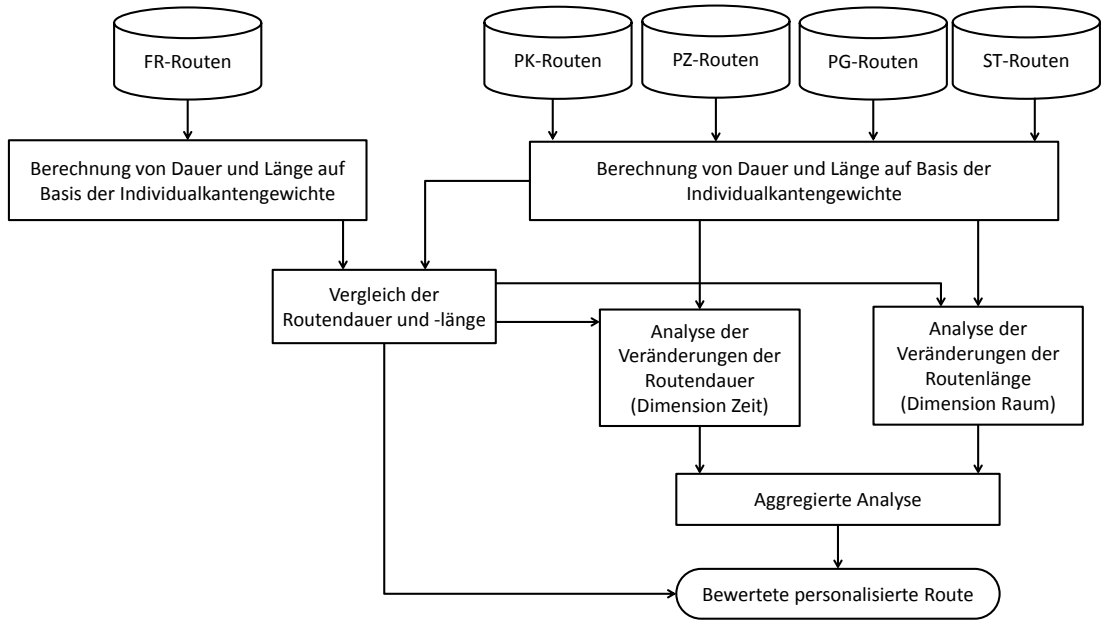 FR-Routen
PK-Routen
PZ-Routen
PG-Routen
ST-Routen
Berechnung von Dauer und Länge auf
Basis der Individualkantengewichte
Berechnung von Dauer und Länge auf Basis der
Individualkantengewichte
Vergleich der
Routendauer und -länge
Analyse der
Veränderungen der
Routendauer
(Dimension Zeit)
Analyse der
Veränderungen der
Routenlänge
(Dimension Raum)
Aggregierte Analyse
Bewertete personalisierte Route